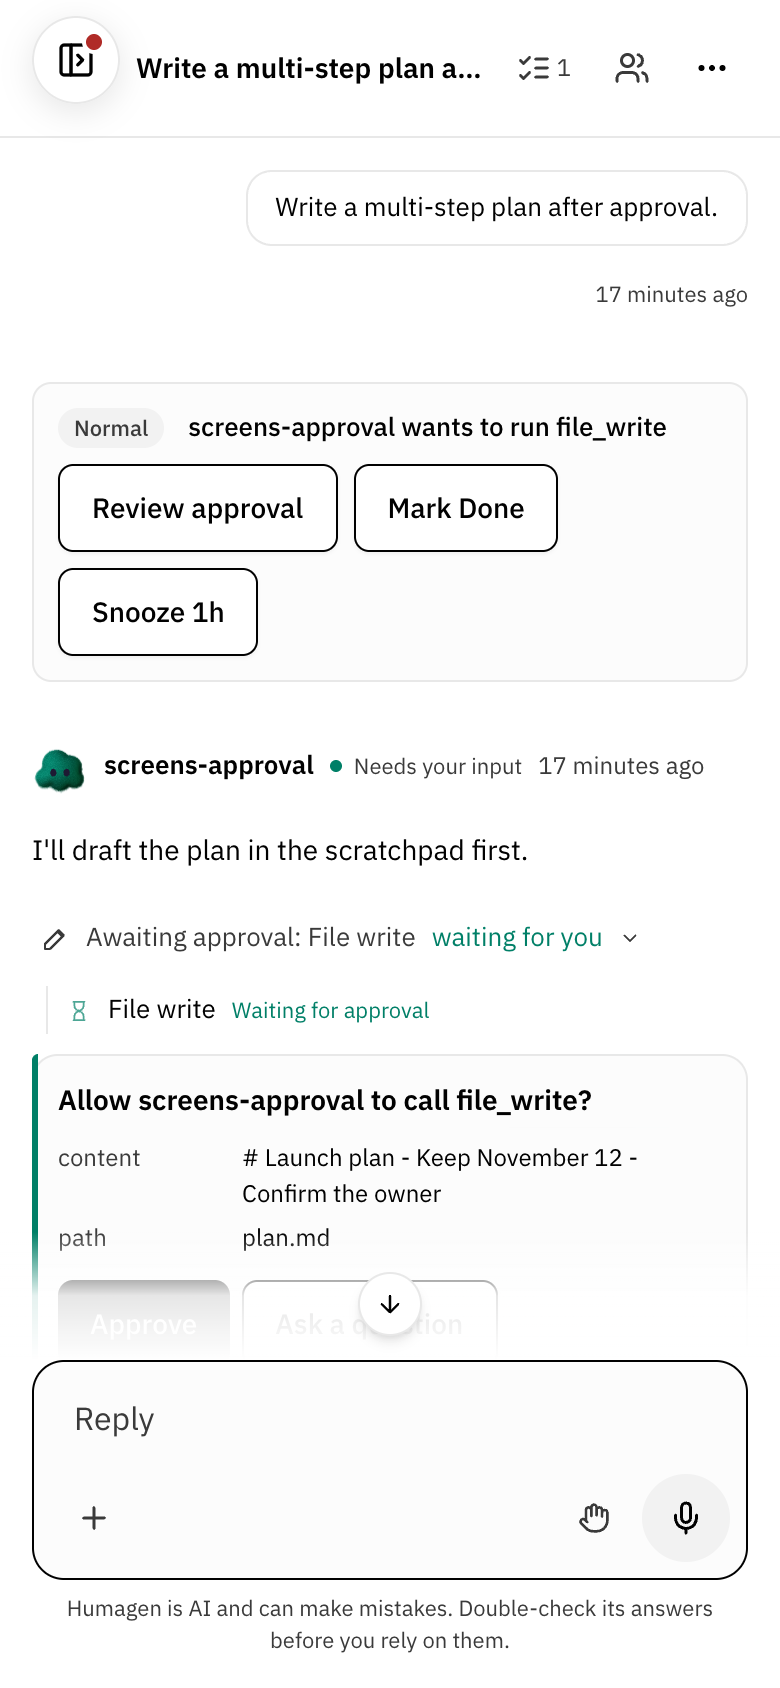 Write a multi-step plan a...
1
Write a multi-step plan after approval.
17 minutes ago
Normal
screens-approval wants to run file_write
Review approval
Mark Done
Snooze 1h
screens-approval
Needs your input
17 minutes ago
I'll draft the plan in the scratchpad first.
Awaiting approval: File write
waiting for you
File write
Waiting for approval
Allow screens-approval to call file_write?
content
# Launch plan - Keep November 12 -
Confirm the owner
path
plan.md
Approve
Ask a question
Reply
Humagen is AI and can make mistakes. Double-check its answers
before you rely on them.